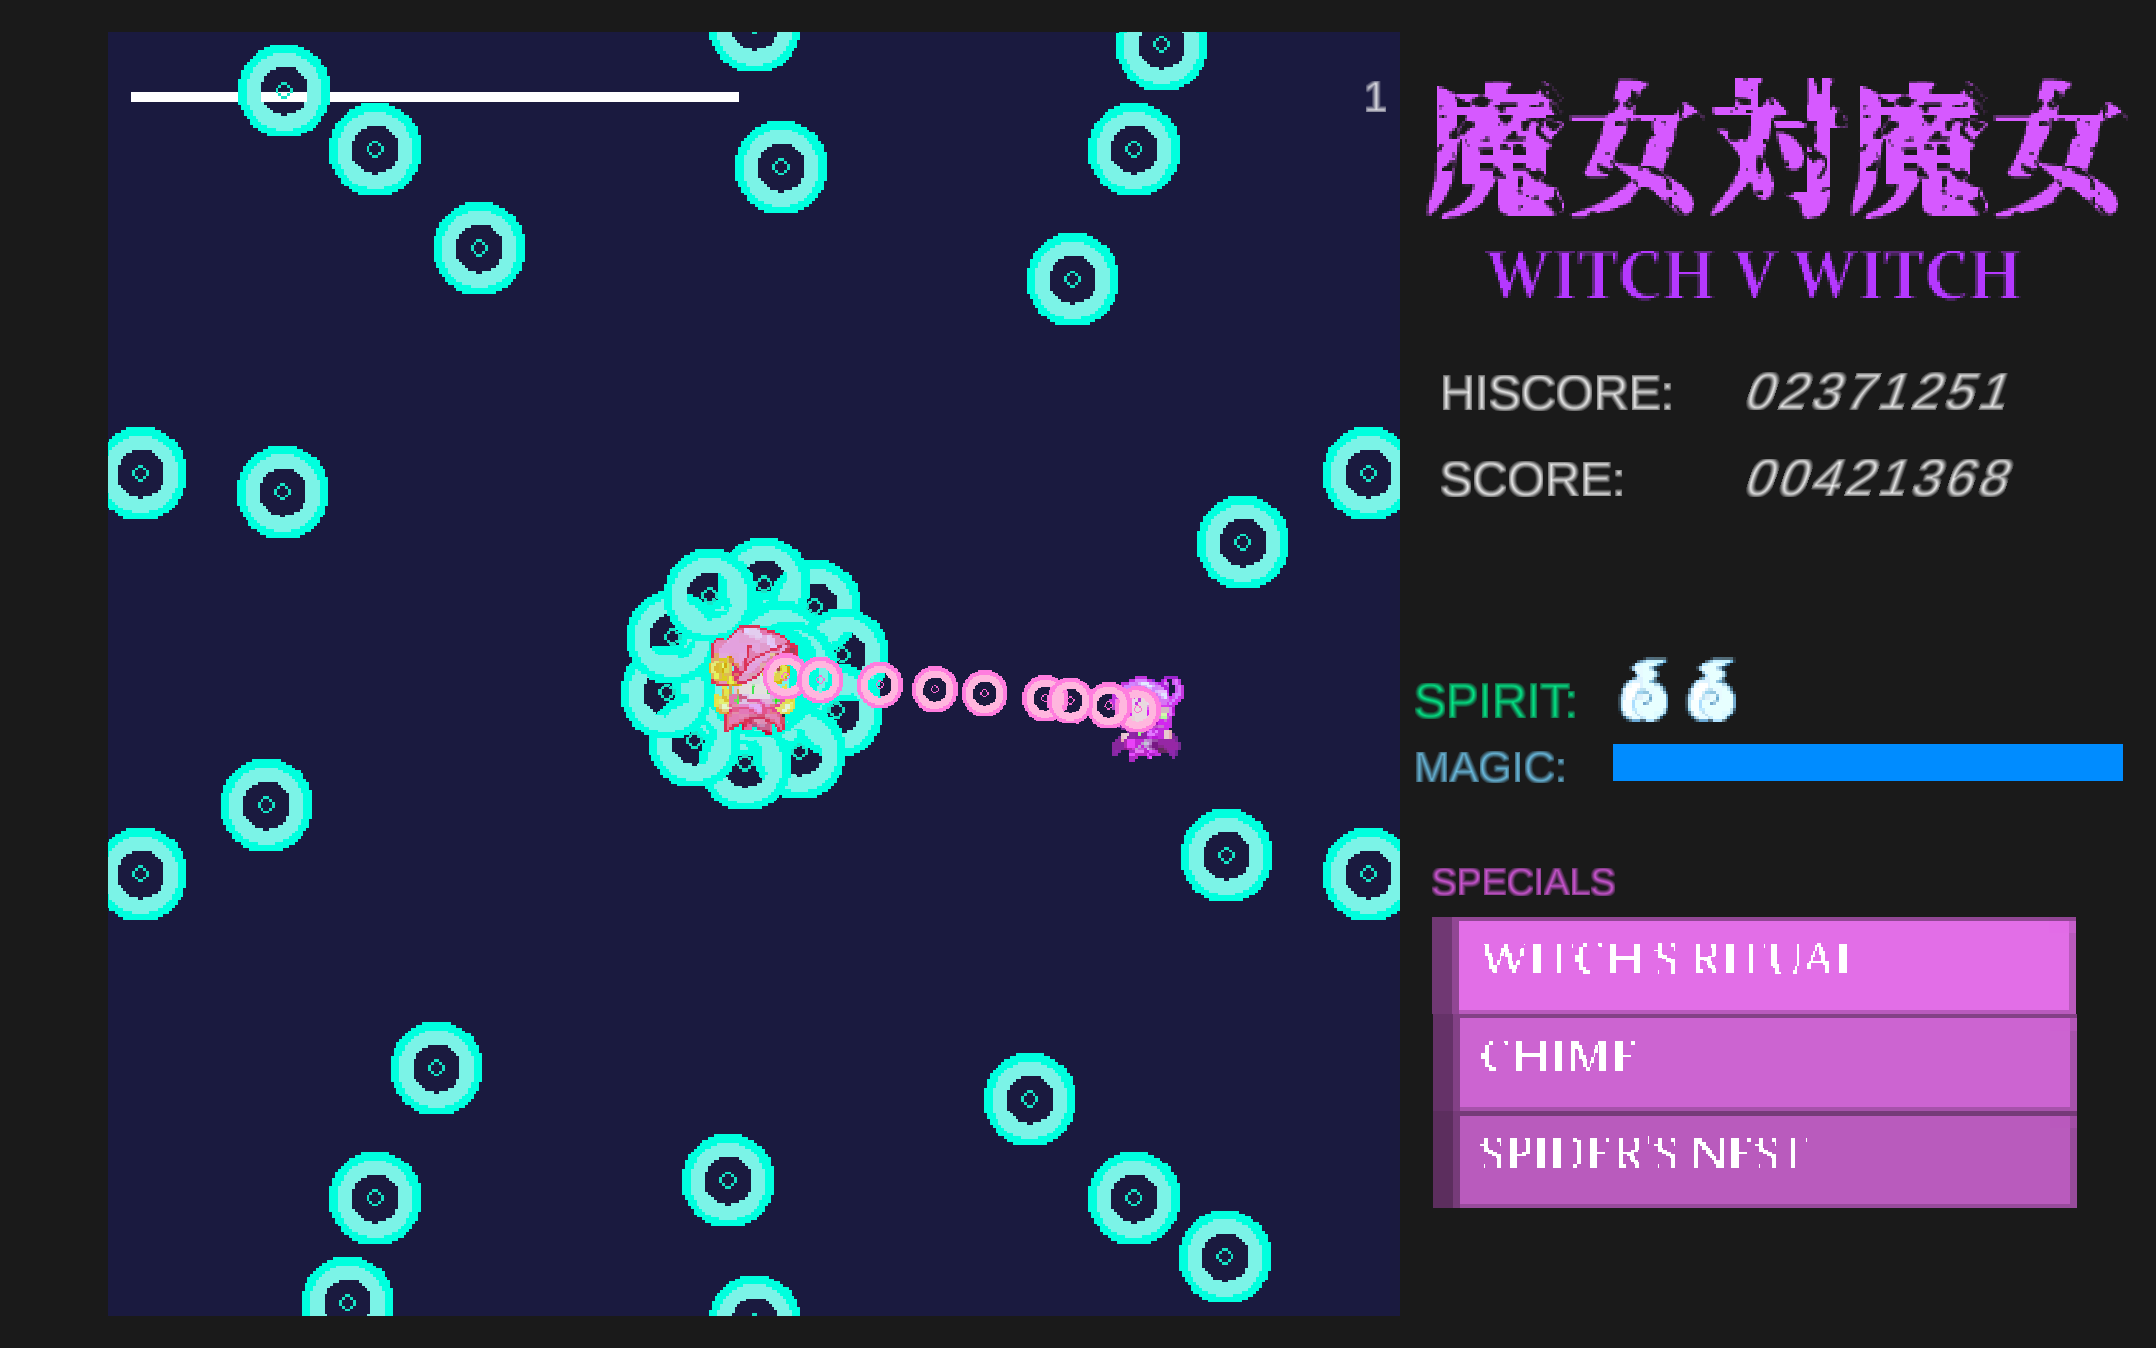 1
魔女対魔女
WITCH V WITCH
HISCORE: 02371251
SCORE: 00421368
SPIRIT:
MAGIC:
SPECIALS
WITCH'S RITUAL
CHIME
SPIDER'S NEST